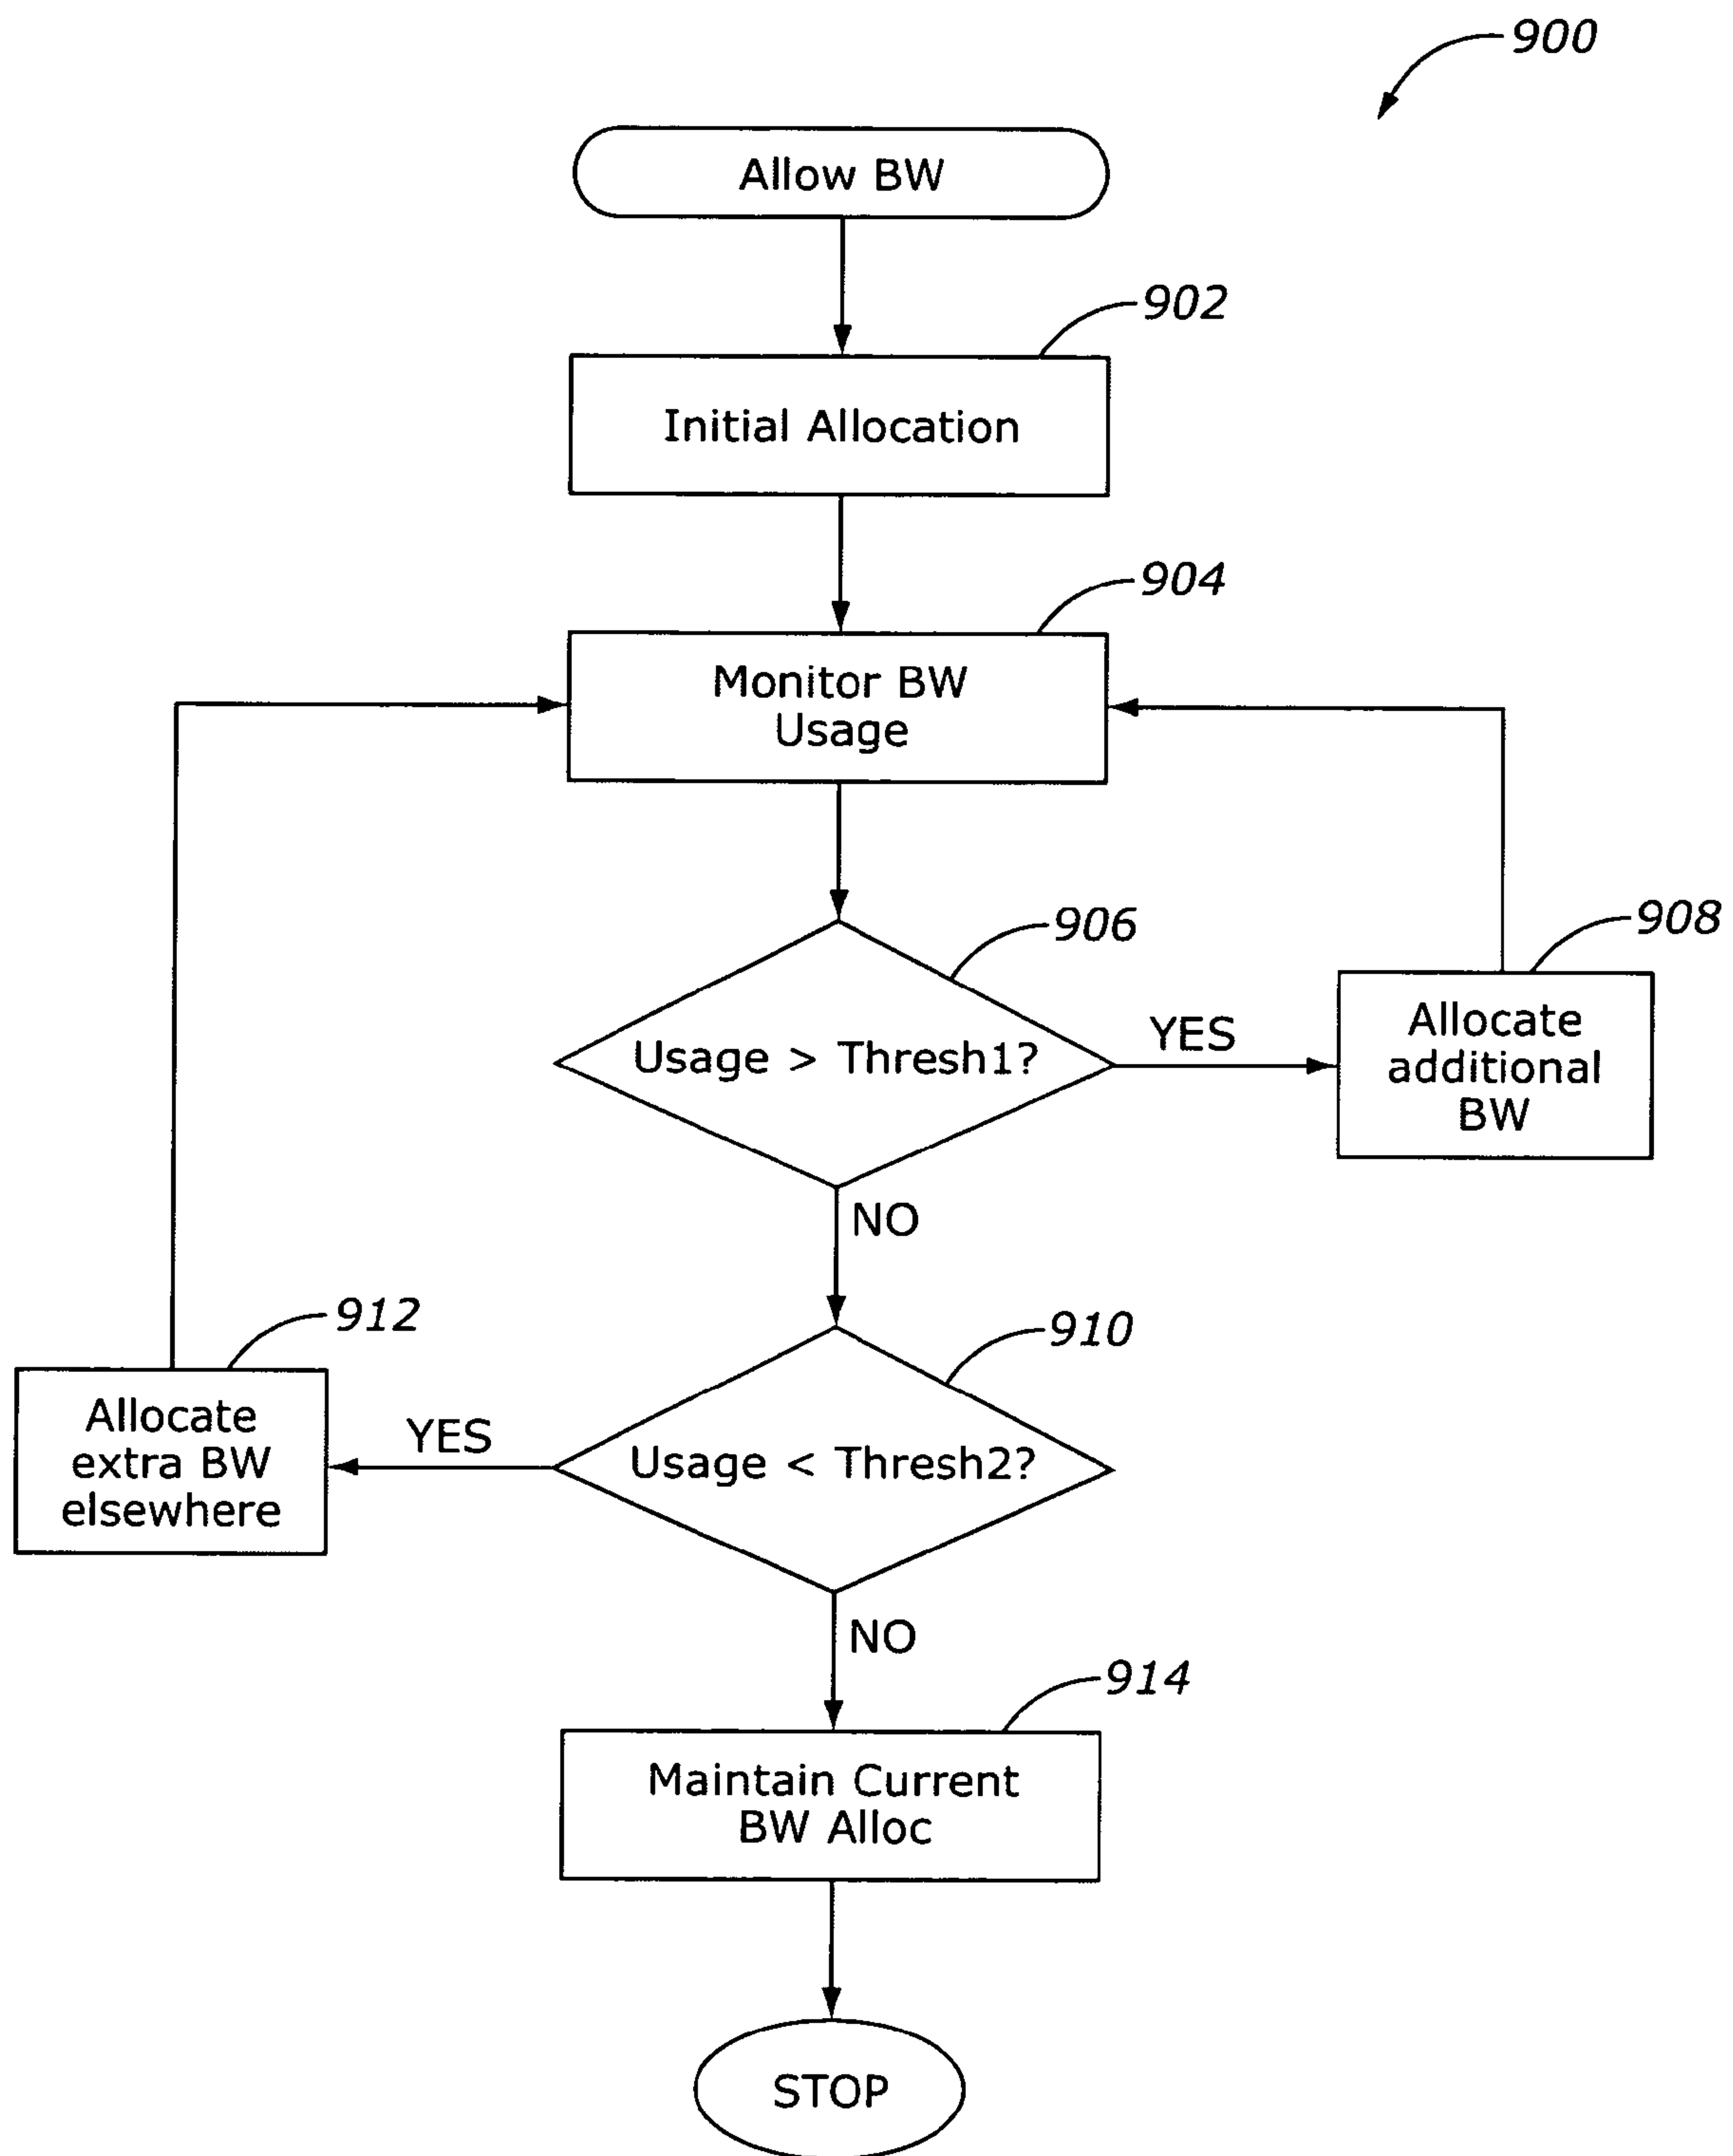 900
Allow BW
902
Initial Allocation
904
Monitor BW
Usage
906
908
Usage > Thresh1?
YES
Allocate
additional
BW
NO
912
910
Allocate
extra BW
elsewhere
YES
Usage < Thresh2?
NO
914
Maintain Current
BW Alloc
STOP